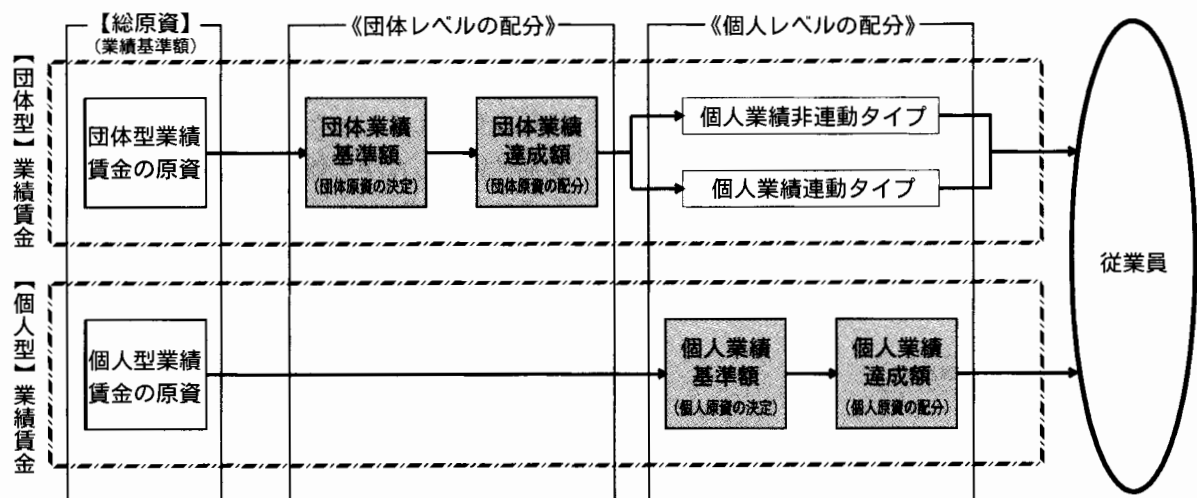 【総原資】
(業績基準額)
《団体レベルの配分》
《個人レベルの配分》
【団体型】業績賃金
団体型業績
賃金の原資
団体業績
基準額
(団体原資の決定)
団体業績
達成額
(団体原資の配分)
個人業績非連動タイプ
個人業績連動タイプ
従業員
【個人型】業績賃金
個人型業績
賃金の原資
個人業績
基準額
(個人原資の決定)
個人業績
達成額
(個人原資の配分)